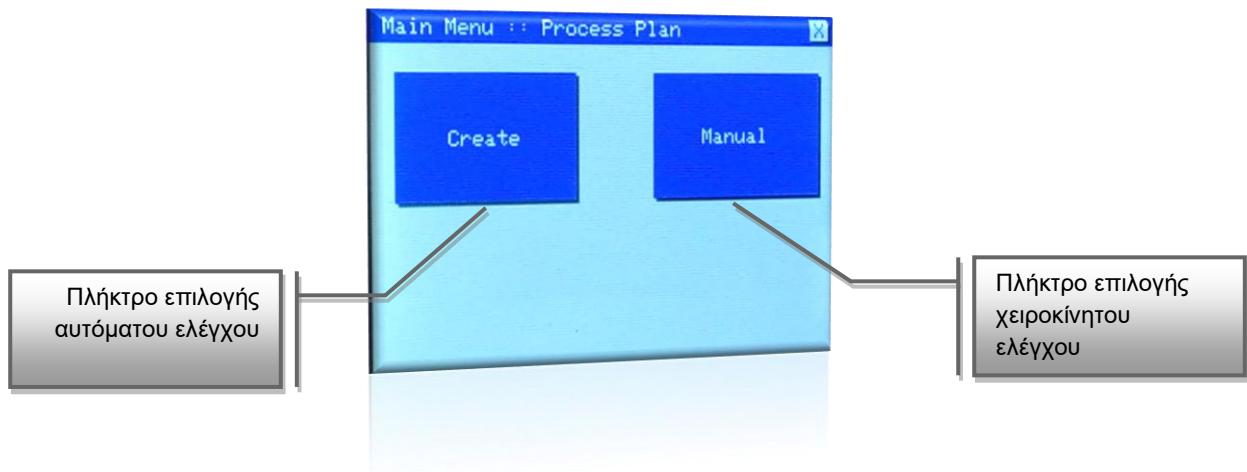 Main Menu :: Process Plan X
Create
Manual
Πλήκτρο επιλογής
αυτόματου ελέγχου
Πλήκτρο επιλογής
χειροκίνητου
ελέγχου